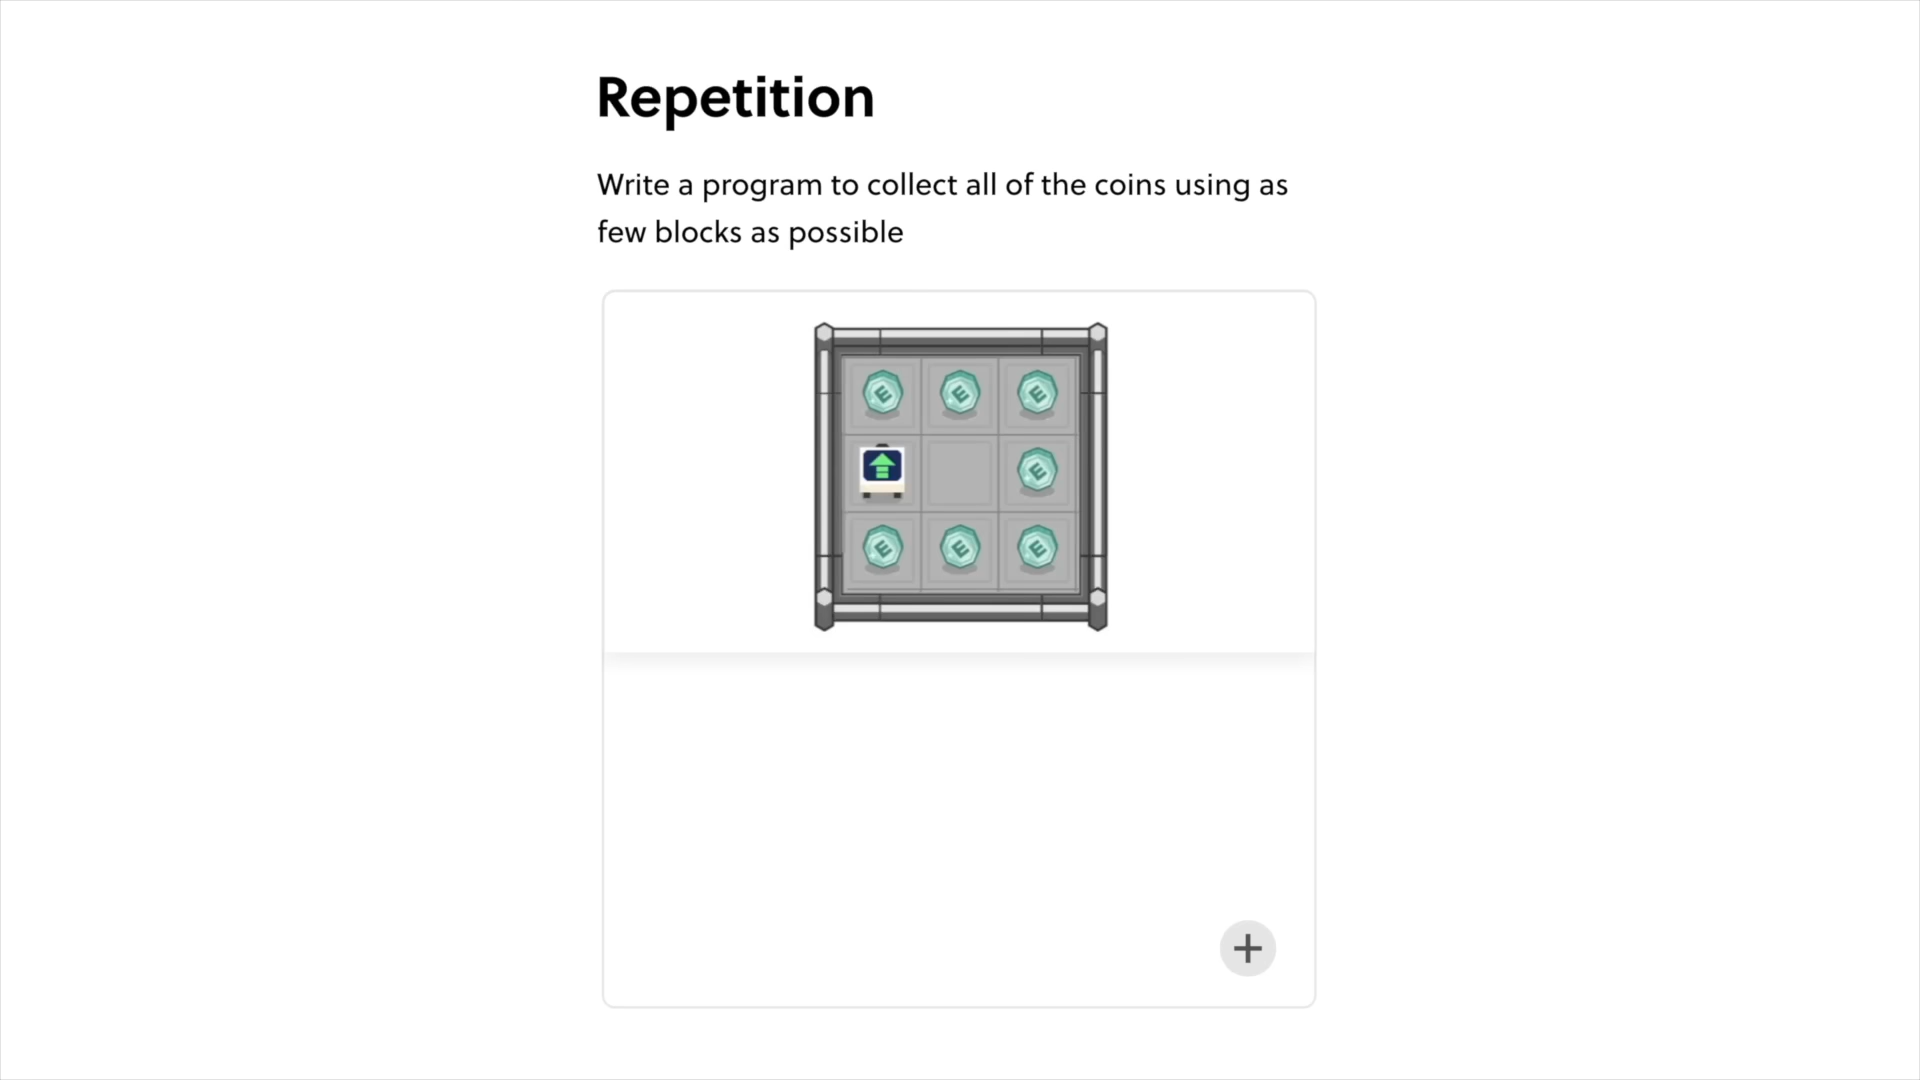 Repetition
Write a program to collect all of the coins using as
few blocks as possible
E E E
E
E E E